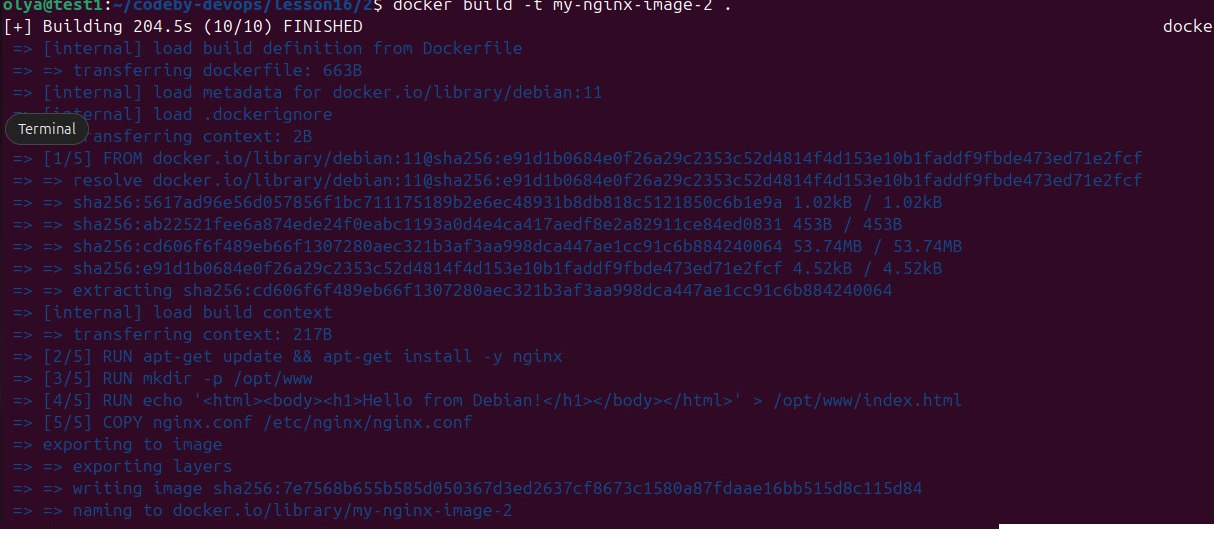 olya@test1:~/codeby-devops/lesson16/2$ docker build -t my-nginx-image-2 .
[+] Building 204.5s (10/10) FINISHED docke
=> [internal] load build definition from Dockerfile
=> => transferring dockerfile: 663B
=> [internal] load metadata for docker.io/library/debian:11
=> [internal] load .dockerignore
Terminal
ransferring context: 2B
=> [1/5] FROM docker.io/library/debian:11@sha256:e91d1b0684e0f26a29c2353c52d4814f4d153e10b1faddf9fbde473ed71e2fcf
=> => resolve docker.io/library/debian:11@sha256:e91d1b0684e0f26a29c2353c52d4814f4d153e10b1faddf9fbde473ed71e2fcf
=> => sha256:5617ad96e56d057856f1bc711175189b2e6ec48931b8db818c5121850c6b1e9a 1.02kB / 1.02kB
=> => sha256:ab22521fee6a874ede24f0eabc1193a0d4e4ca417aedf8e2a82911ce84ed0831 453B / 453B
=> => sha256:cd606f6f489eb66f1307280aec321b3af3aa998dca447ae1cc91c6b884240064 53.74MB / 53.74MB
=> => sha256:e91d1b0684e0f26a29c2353c52d4814f4d153e10b1faddf9fbde473ed71e2fcf 4.52kB / 4.52kB
=> => extracting sha256:cd606f6f489eb66f1307280aec321b3af3aa998dca447ae1cc91c6b884240064
=> [internal] load build context
=> => transferring context: 217B
=> [2/5] RUN apt-get update && apt-get install -y nginx
=> [3/5] RUN mkdir -p /opt/www
=> [4/5] RUN echo '<html><body><h1>Hello from Debian!</h1></body></html>' > /opt/www/index.html
=> [5/5] COPY nginx.conf /etc/nginx/nginx.conf
=> exporting to image
=> => exporting layers
=> => writing image sha256:7e7568b655b585d050367d3ed2637cf8673c1580a87fdaae16bb515d8c115d84
=> => naming to docker.io/library/my-nginx-image-2